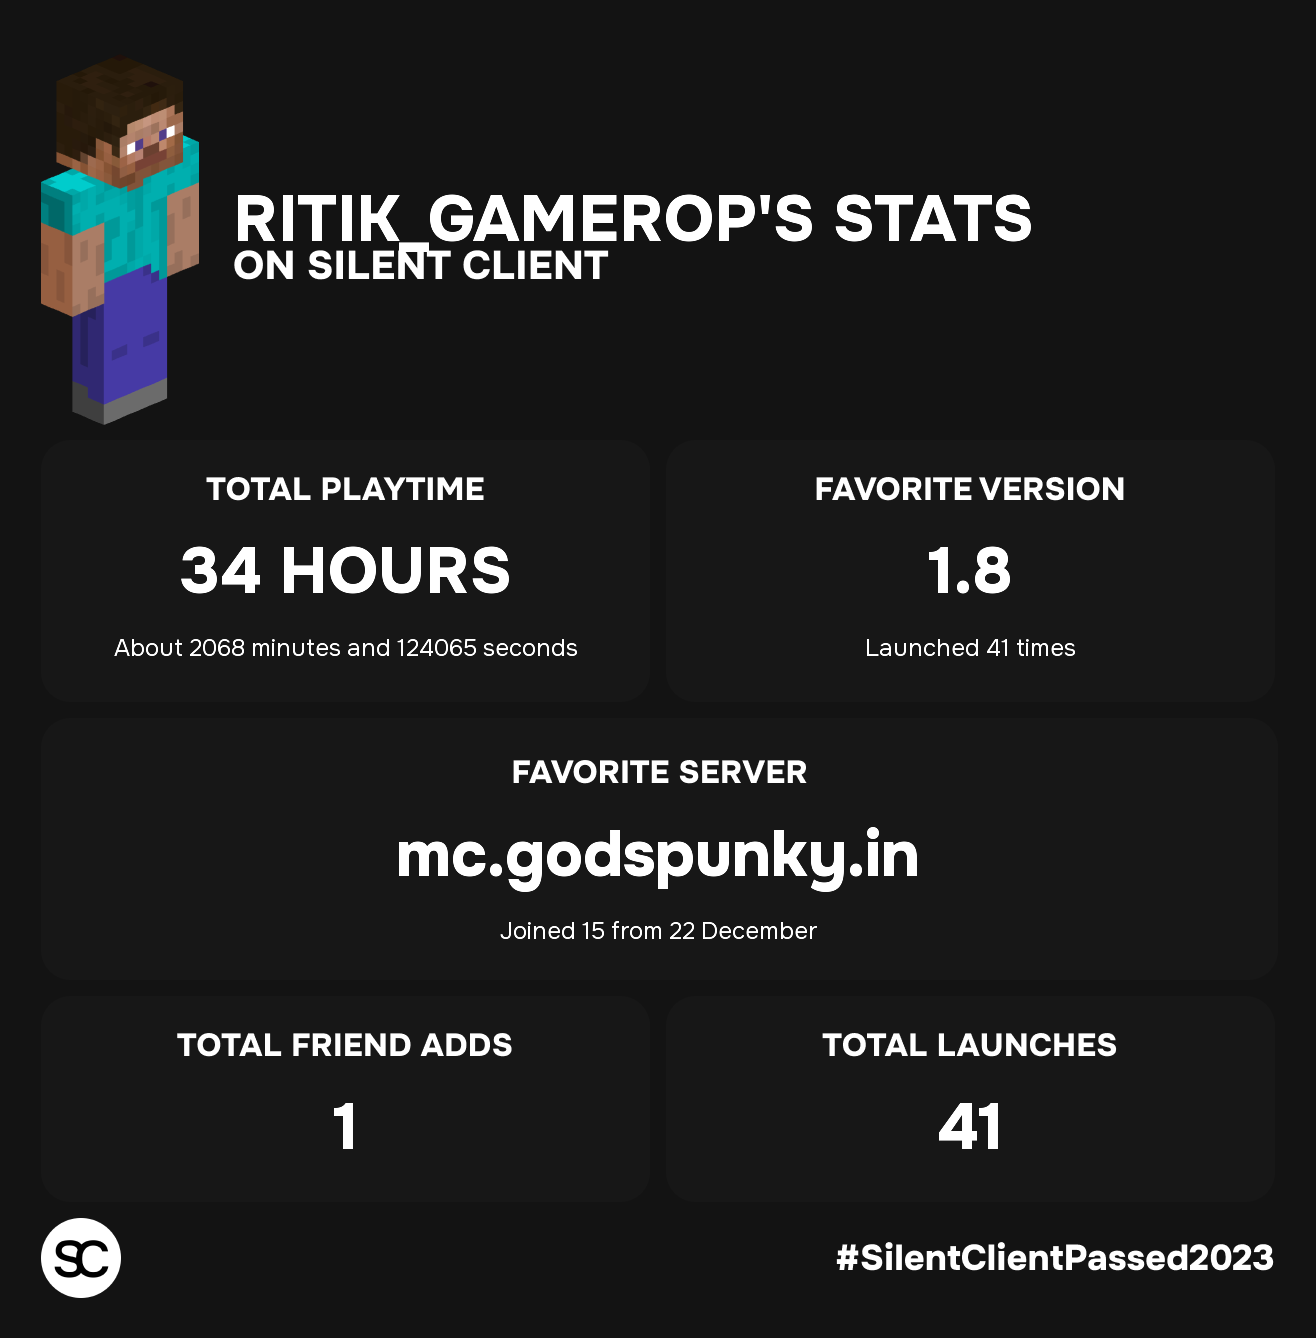 RITIK_GAMEROP'S STATS
ON SILENT CLIENT
TOTAL PLAYTIME
34 HOURS
About 2068 minutes and 124065 seconds
FAVORITE VERSION
1.8
Launched 41 times
FAVORITE SERVER
mc.godspunky.in
Joined 15 from 22 December
TOTAL FRIEND ADDS
1
TOTAL LAUNCHES
41
SC
#SilentClientPassed2023